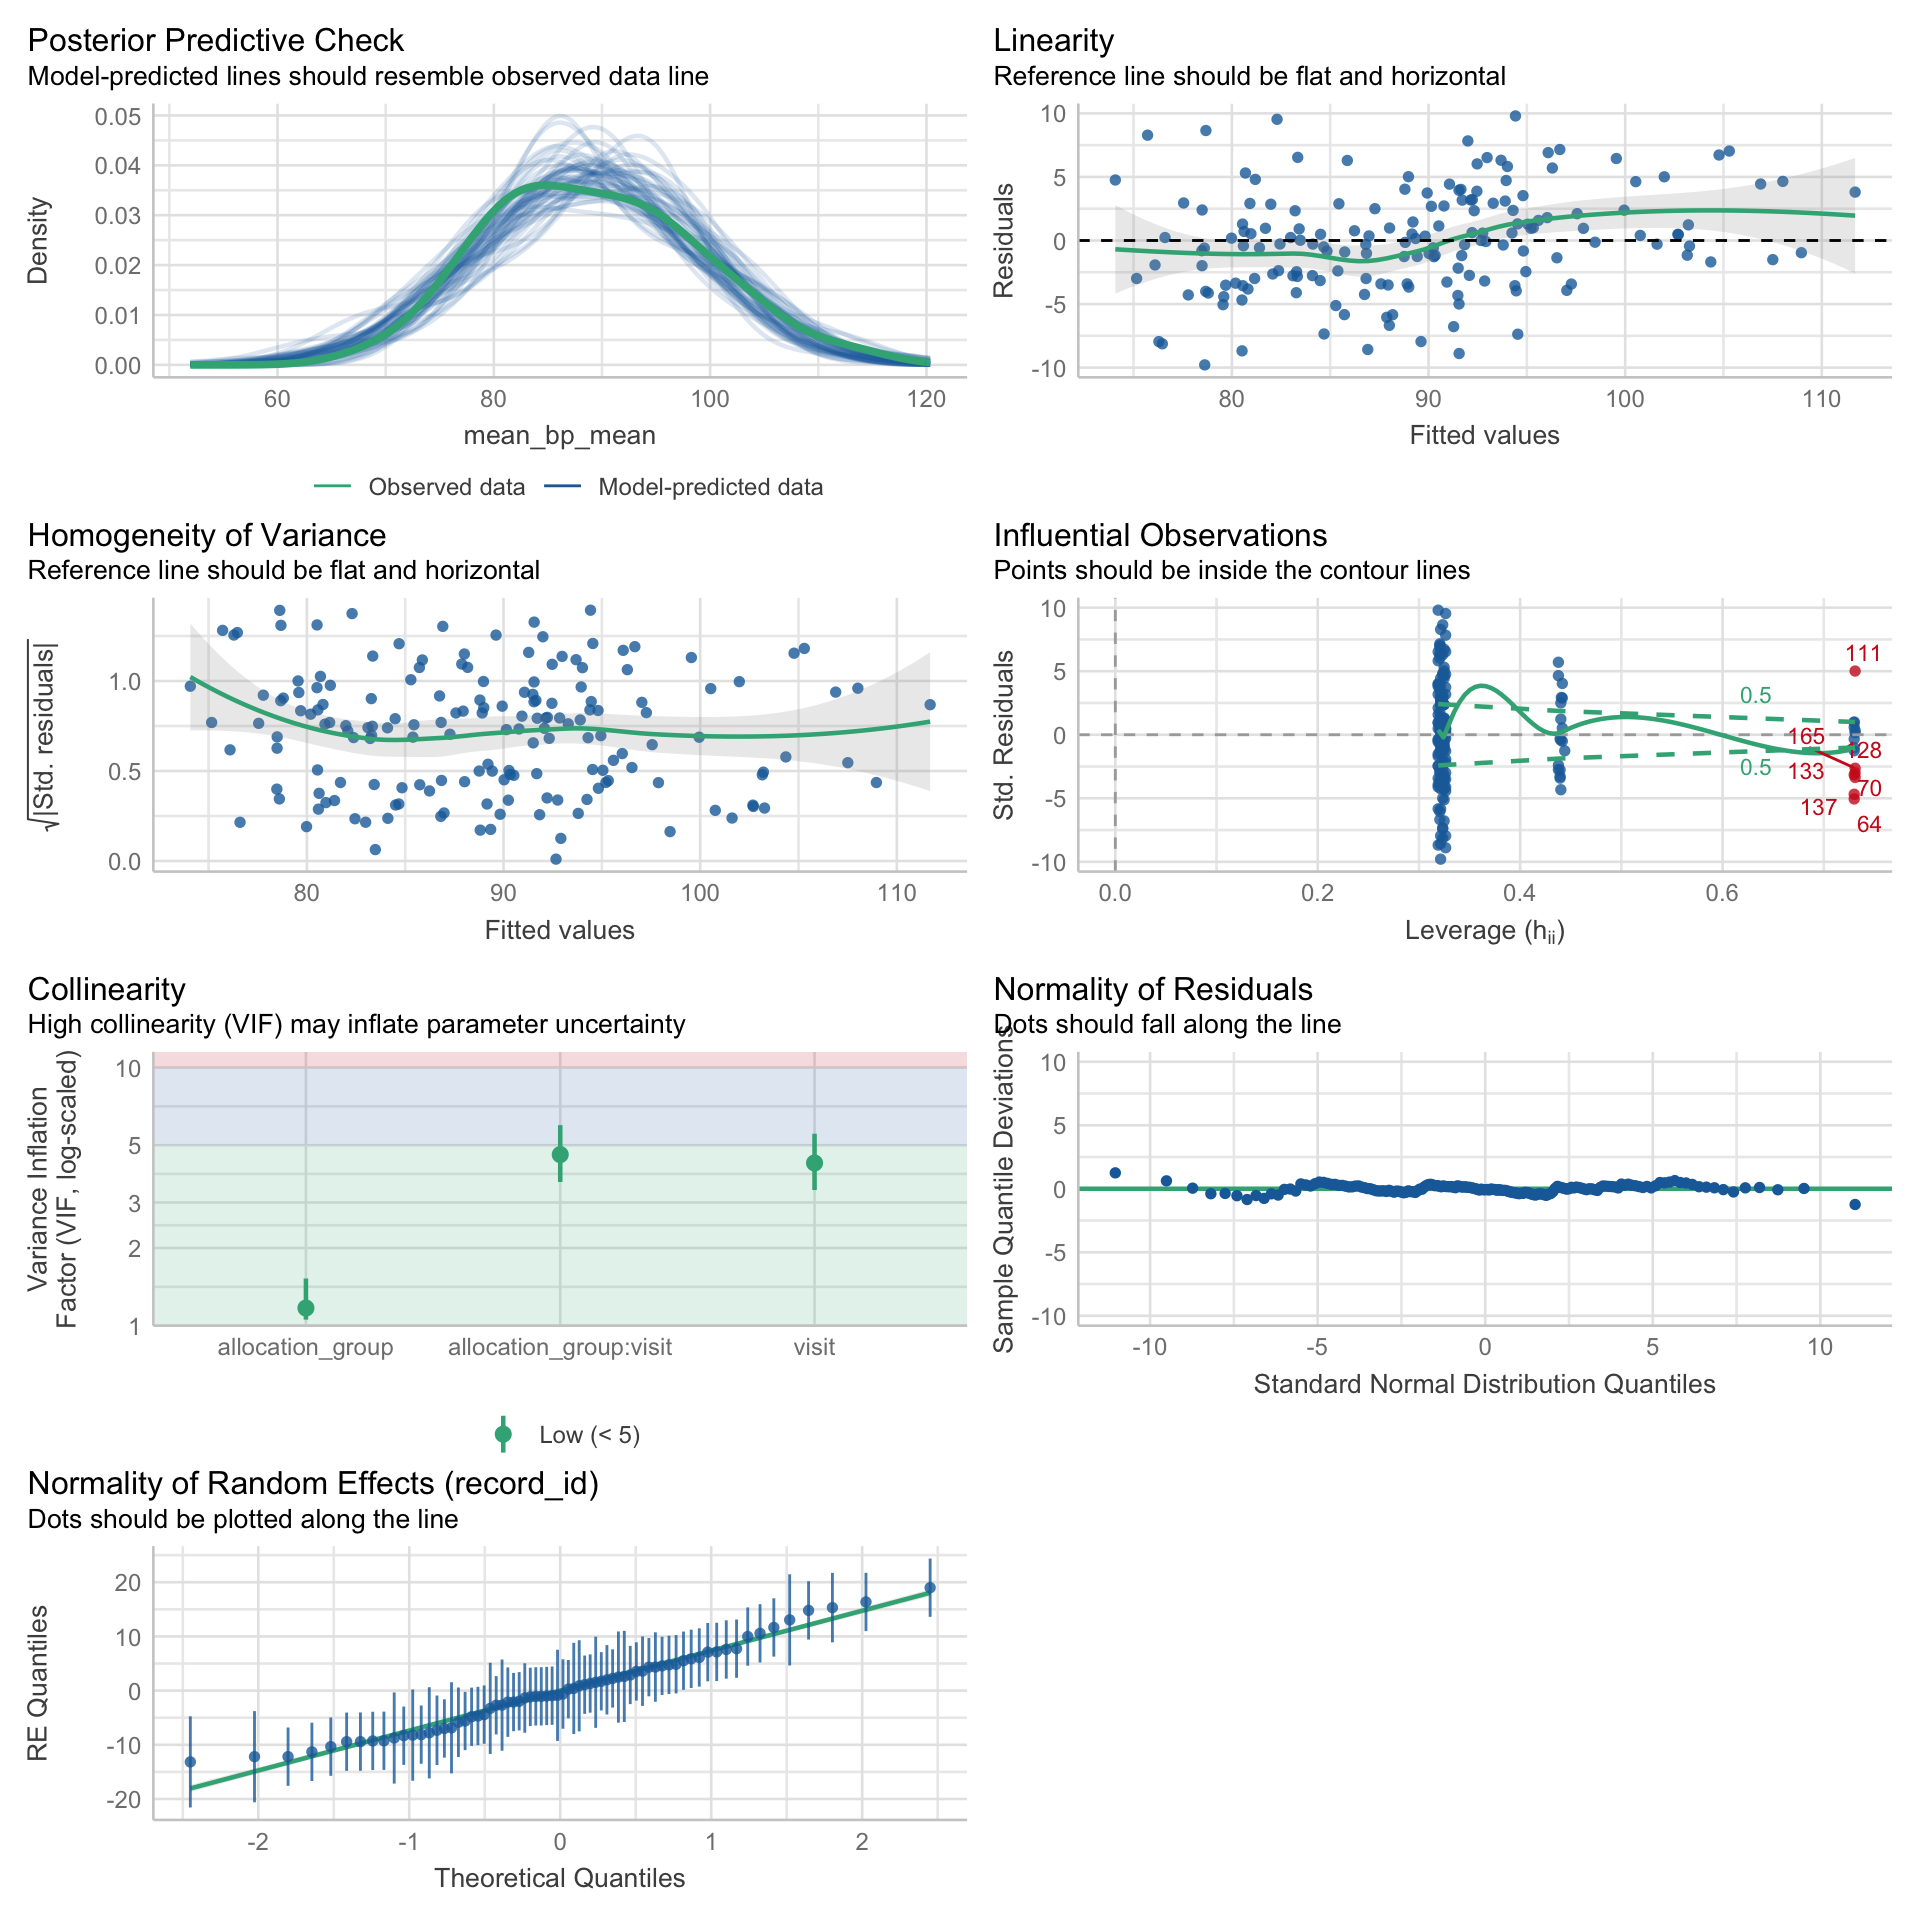 Posterior Predictive Check
Model-predicted lines should resemble observed data line
0.05
0.04
0.03
0.02
0.01
0.00
Density
60 80 100 120
mean_bp_mean
Observed data Model-predicted data
Linearity
Reference line should be flat and horizontal
10
5
0
-5
-10
Residuals
80 90 100 110
Fitted values
Homogeneity of Variance
Reference line should be flat and horizontal
1.0
0.5
0.0
√|Std. residuals|
80 90 100 110
Fitted values
Influential Observations
Points should be inside the contour lines
10
5
0
-5
-10
Std. Residuals
111
0.5
165
128
0.5
133
70
137
64
0.0 0.2 0.4 0.6
Leverage (hii)
Collinearity
High collinearity (VIF) may inflate parameter uncertainty
10
5
3
2
1
Variance Inflation
Factor (VIF, log-scaled)
allocation_group allocation_group:visit visit
Low (< 5)
Normality of Residuals
Dots should fall along the line
10
5
0
-5
-10
Sample Quantile Deviations
-10 -5 0 5 10
Standard Normal Distribution Quantiles
Normality of Random Effects (record_id)
Dots should be plotted along the line
20
10
0
-10
-20
RE Quantiles
-2 -1 0 1 2
Theoretical Quantiles